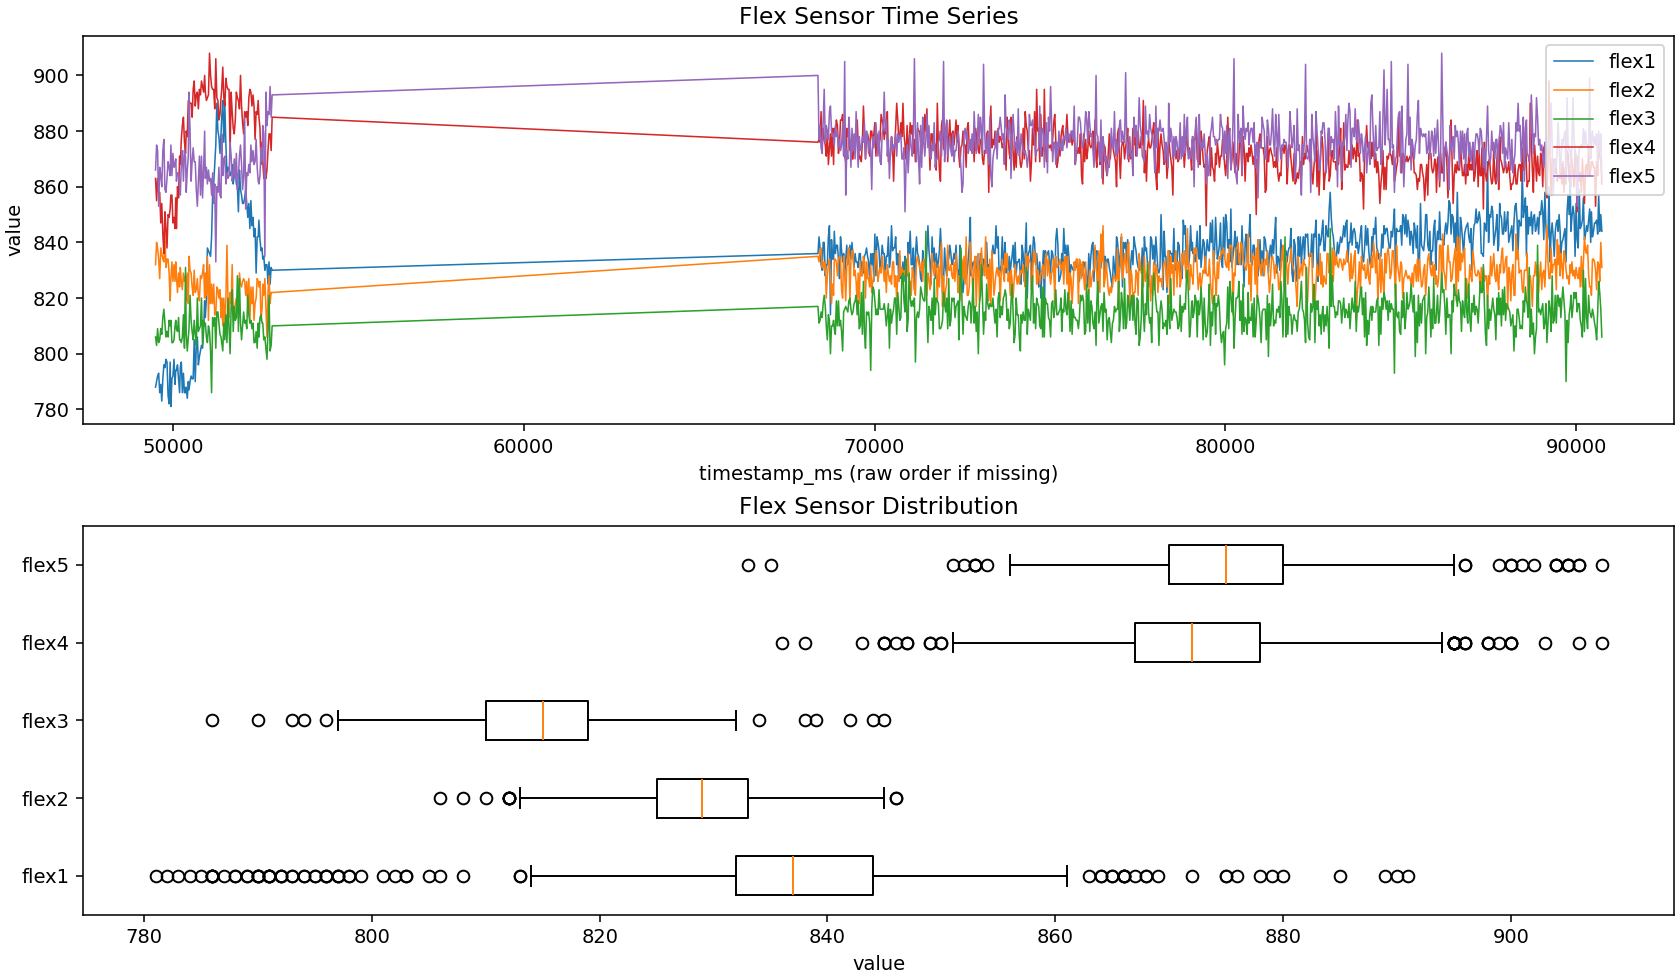 Flex Sensor Time Series
value
900
880
860
840
820
800
780
flex1
flex2
flex3
flex4
flex5
50000 60000 70000 80000 90000
timestamp_ms (raw order if missing)
Flex Sensor Distribution
flex5
flex4
flex3
flex2
flex1
780 800 820 840 860 880 900
value